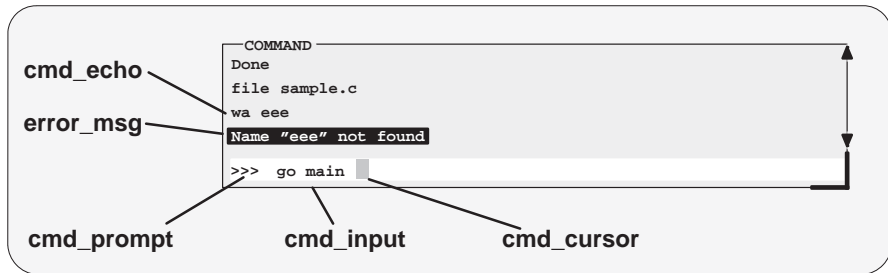 COMMAND
Done
cmd_echo
file sample.c
wa eee
error_msg
Name ”eee” not found
>>> go main
cmd_prompt cmd_input cmd_cursor